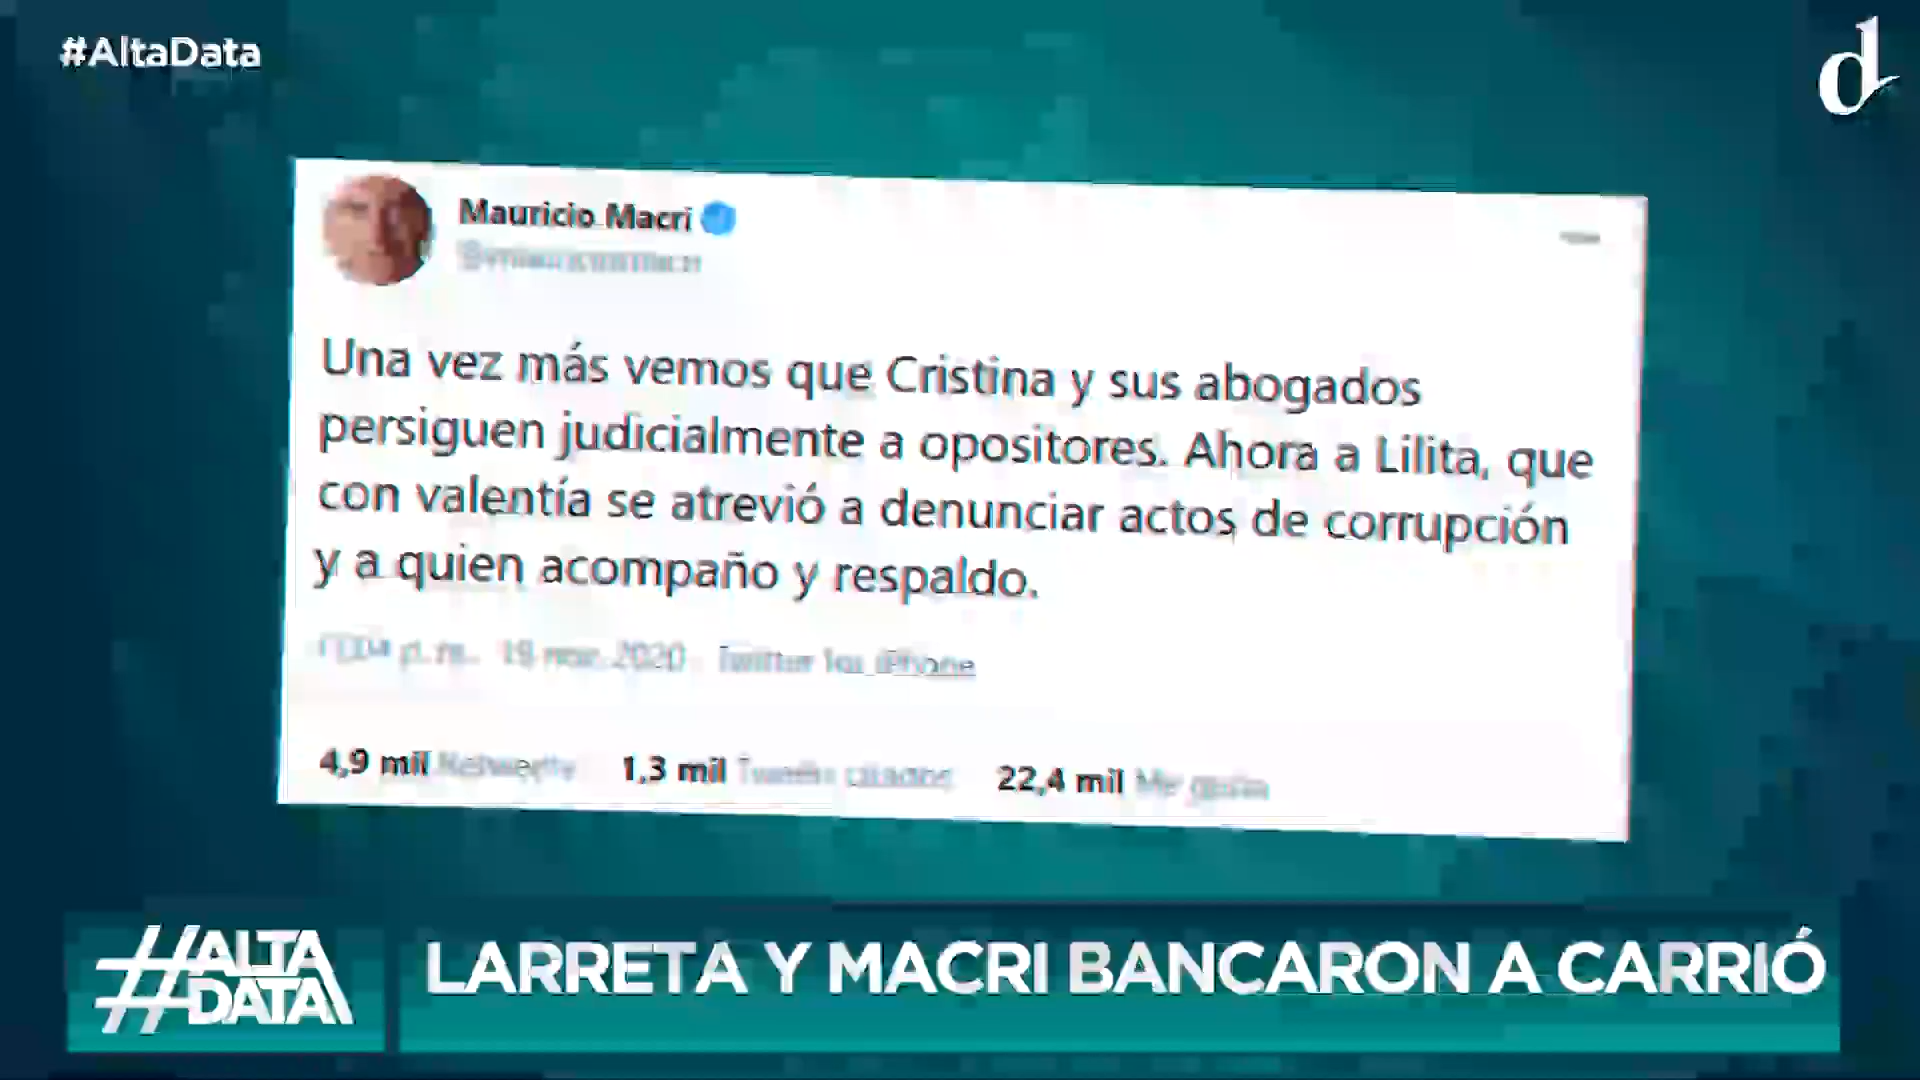 #AltaData
d
Mauricio Macri
Una vez más vemos que Cristina y sus abogados
persiguen judicialmente a opositores. Ahora a Lilita, que
con valentía se atrevió a denunciar actos de corrupción
y a quien acompaño y respaldo.
2020 iPhone
4,9 mil 1,3 mil 22,4 mil
#ALTA
DATA
LARRETA Y MACRI BANCARON A CARRIÓ